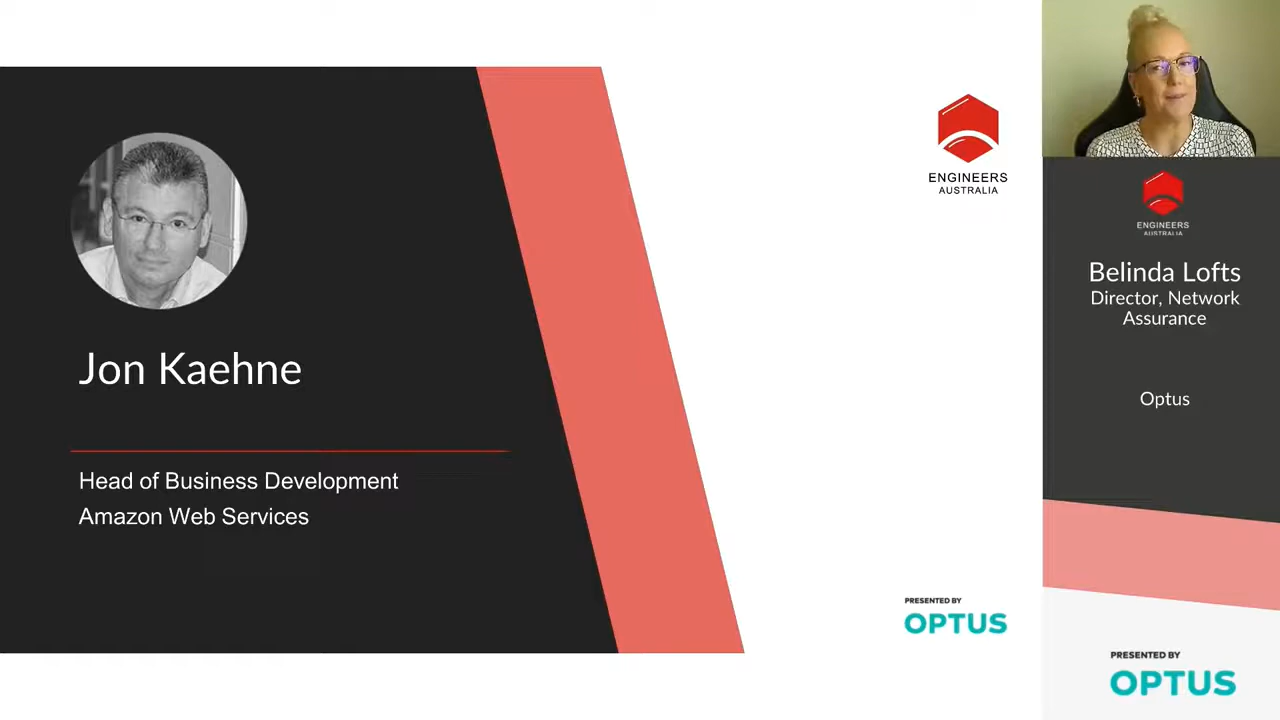 Jon Kaehne
Head of Business Development
Amazon Web Services
ENGINEERS
AUSTRALIA
PRESENTED BY
OPTUS
ENGINEERS
AUSTRALIA
Belinda Lofts
Director, Network
Assurance
Optus
PRESENTED BY
OPTUS